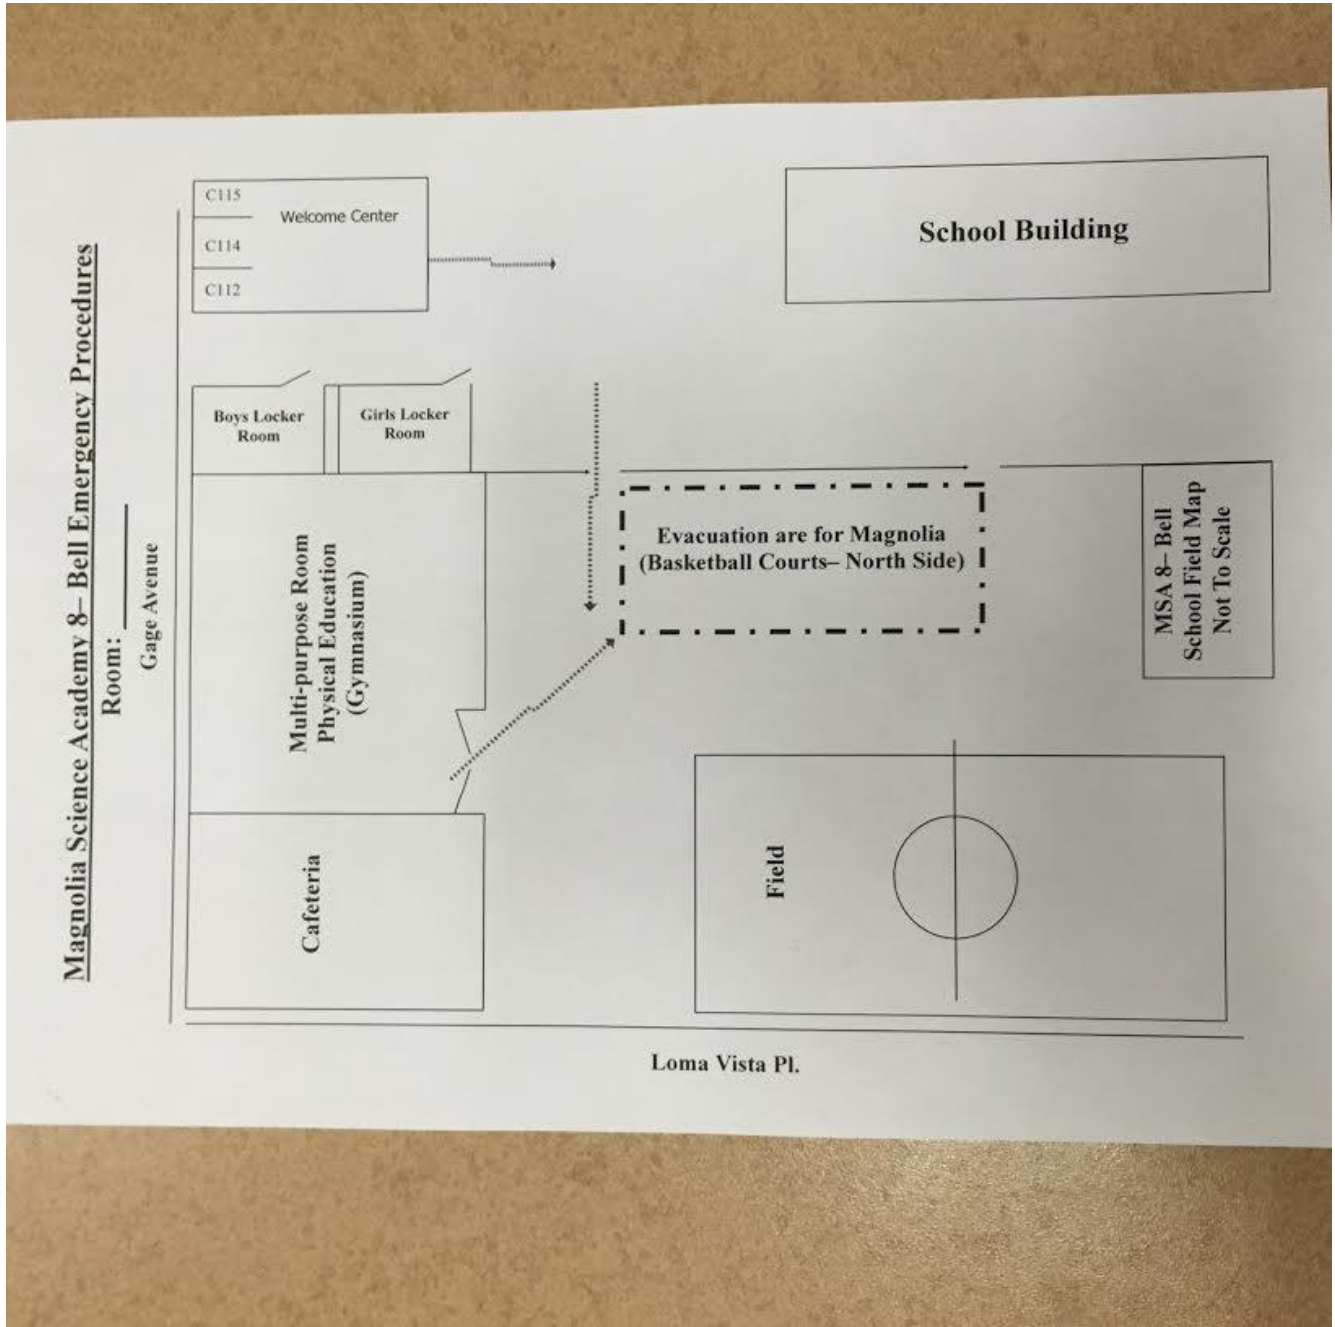 Magnolia Science Academy 8– Bell Emergency Procedures
Room:
Gage Avenue
C115
C114
C112
Welcome Center
School Building
Boys Locker
Room
Girls Locker
Room
Multi-purpose Room
Physical Education
(Gymnasium)
Evacuation are for Magnolia
(Basketball Courts– North Side)
MSA 8– Bell
School Field Map
Not To Scale
Cafeteria
Field
Loma Vista Pl.